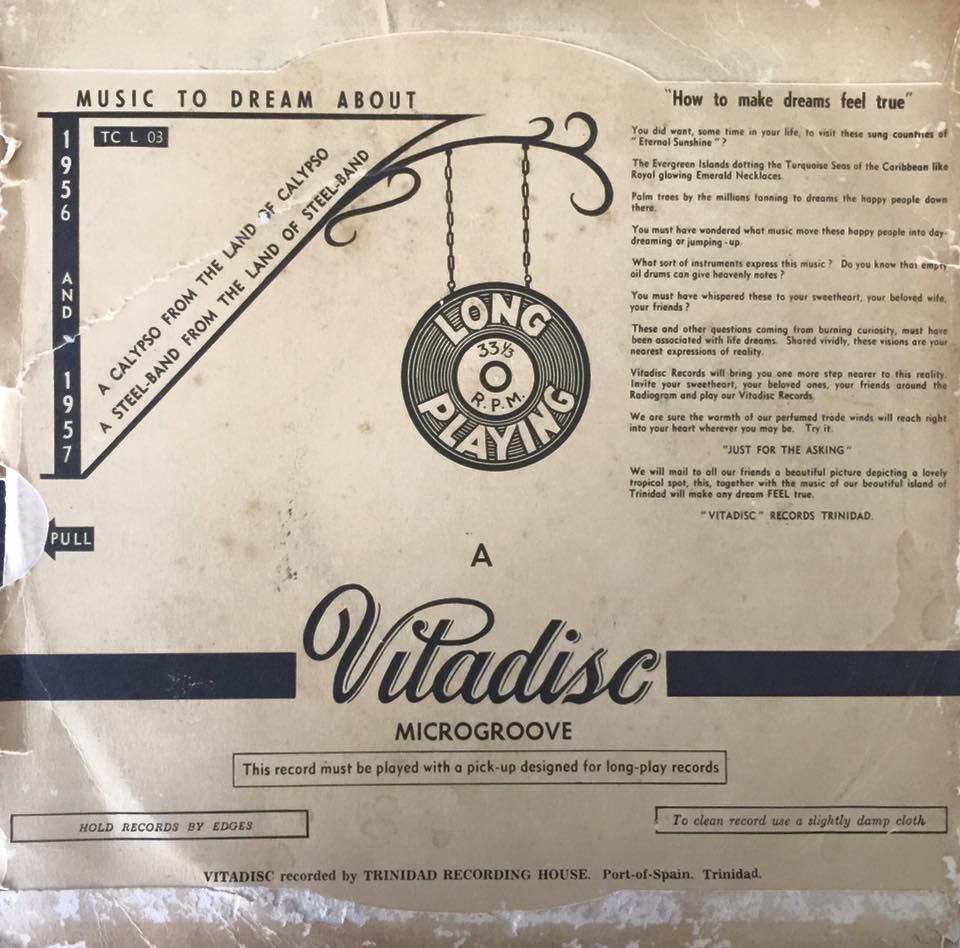 MUSIC TO DREAM ABOUT
1956 AND 1957
TC L 03
A CALYPSO FROM THE LAND OF CALYPSO
A STEEL-BAND FROM THE LAND OF STEEL-BAND
LONG
33⅓
R.P.M.
PLAYING
"How to make dreams feel true"
You did want, some time in your life, to visit these sung countries of
"Eternal Sunshine"?
The Evergreen Islands dotting the Turquoise Seas of the Caribbean like
Royal glowing Emerald Necklaces.
Palm trees by the millions fanning to dreams the happy people down
there.
You must have wondered what music move these happy people into day-
dreaming or jumping-up.
What sort of instruments express this music? Do you know that empty
oil drums can give heavenly notes?
You must have whispered these to your sweetheart, your beloved wife,
your friends?
These and other questions coming from burning curiosity, must have
been associated with life dreams. Shared vividly, these visions are your
nearest expressions of reality.
Vitadisc Records will bring you one more step nearer to this reality.
Invite your sweetheart, your beloved ones, your friends around the
Radiogram and play our Vitadisc Records.
We are sure the warmth of our perfumed trade winds will reach right
into your heart wherever you may be. Try it.
"JUST FOR THE ASKING"
We will mail to all our friends a beautiful picture depicting a lovely
tropical spot, this, together with the music of our beautiful island of
Trinidad will make any dream FEEL true.
"VITADISC" RECORDS TRINIDAD.
PULL
A
Vitadisc
MICROGROOVE
This record must be played with a pick-up designed for long-play records
HOLD RECORDS BY EDGES
To clean record use a slightly damp cloth
VITADISC recorded by TRINIDAD RECORDING HOUSE. Port-of-Spain. Trinidad.